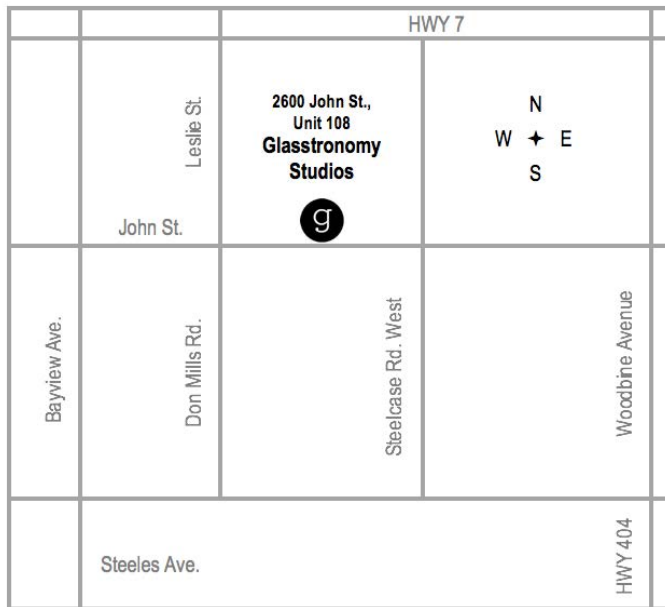 HWY 7
Leslie St.
2600 John St.,
Unit 108
Glasstronomy
Studios
N
W E
S
g
John St.
Bayview Ave.
Don Mills Rd.
Steelcase Rd. West
Woodbine Avenue
Steeles Ave.
HWY 404